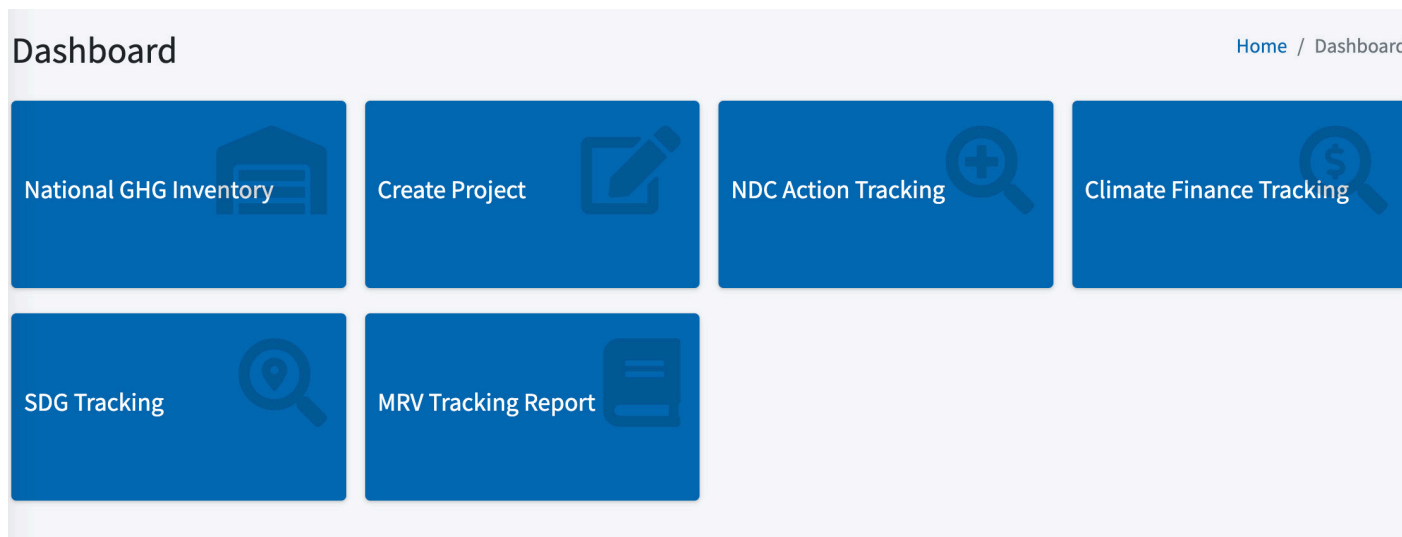 Dashboard
Home / Dashboard
National GHG Inventory
Create Project
NDC Action Tracking
Climate Finance Tracking
SDG Tracking
MRV Tracking Report